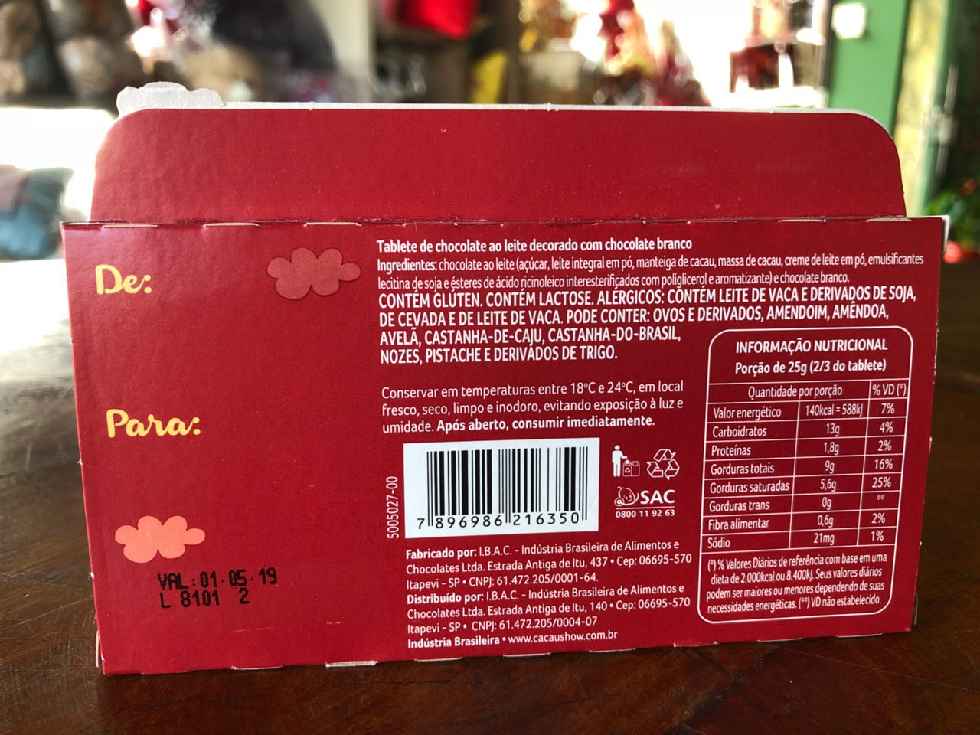 De:
Para:
VAL:01.05.19
L 8101 2
Tablete de chocolate ao leite decorado com chocolate branco
Ingredientes: chocolate ao leite (açúcar, leite integral em pó, manteiga de cacau, massa de cacau, creme de leite em pó, emulsificantes
lecitina de soja e ésteres de ácido ricinoleico interesterificados com poliglicerol e aromatizante) e chocolate branco.
CONTÉM GLÚTEN. CONTÉM LACTOSE. ALÉRGICOS: CONTÉM LEITE DE VACA E DERIVADOS DE SOJA,
DE CEVADA E DE LEITE DE VACA. PODE CONTER: OVOS E DERIVADOS, AMENDOIM, AMÊNDOA,
AVELÃ, CASTANHA-DE-CAJU, CASTANHA-DO-BRASIL,
NOZES, PISTACHE E DERIVADOS DE TRIGO.
Conservar em temperaturas entre 18°C e 24°C, em local
fresco, seco, limpo e inodoro, evitando exposição à luz e
umidade. Após aberto, consumir imediatamente.
5005027-00
7 896986 216350
SAC
0800 11 92 63
Fabricado por: I.B.A.C. - Indústria Brasileira de Alimentos e
Chocolates Ltda. Estrada Antiga de Itu, 437 • Cep: 06695-570
Itapevi - SP • CNPJ: 61.472.205/0001-64.
Distribuído por: I.B.A.C. - Indústria Brasileira de Alimentos e
Chocolates Ltda. Estrada Antiga de Itu, 140 • Cep: 06695-570
Itapevi - SP • CNPJ: 61.472.205/0004-07
Indústria Brasileira • www.cacaushow.com.br
INFORMAÇÃO NUTRICIONAL
Porção de 25g (2/3 do tablete)
Quantidade por porção % VD (*)
Valor energético 140kcal = 588kJ 7%
Carboidratos 13g 4%
Proteínas 1,8g 2%
Gorduras totais 9g 16%
Gorduras saturadas 5,6g 25%
Gorduras trans 0g **
Fibra alimentar 0,6g 2%
Sódio 21mg 1%
(*) % Valores Diários de referência com base em uma
dieta de 2.000kcal ou 8.400kJ. Seus valores diários
podem ser maiores ou menores dependendo de suas
necessidades energéticas. (**) VD não estabelecido.